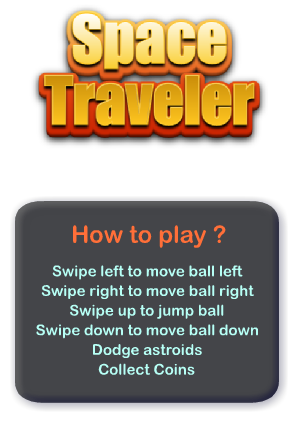 Space
Traveler
How to play ?
Swipe left to move ball left
Swipe right to move ball right
Swipe up to jump ball
Swipe down to move ball down
Dodge astroids
Collect Coins